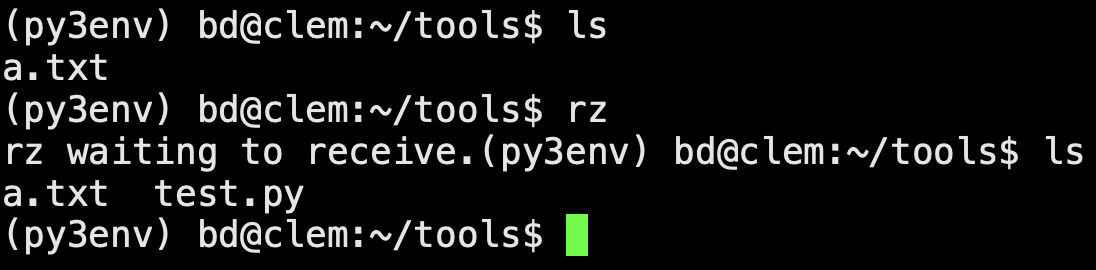 (py3env) bd@clem:~/tools$ ls
a.txt
(py3env) bd@clem:~/tools$ rz
rz waiting to receive.(py3env) bd@clem:~/tools$ ls
a.txt  test.py
(py3env) bd@clem:~/tools$